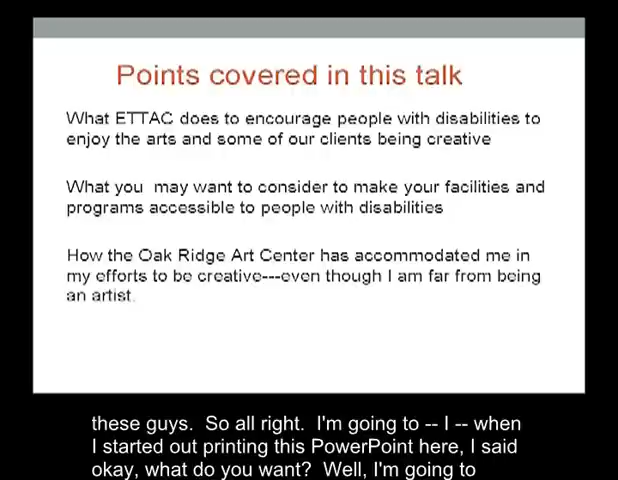 Points covered in this talk
What ETTAC does to encourage people with disabilities to
enjoy the arts and some of our clients being creative
What you may want to consider to make your facilities and
programs accessible to people with disabilities
How the Oak Ridge Art Center has accommodated me in
my efforts to be creative---even though I am far from being
an artist.
these guys. So all right. I'm going to -- I -- when
I started out printing this PowerPoint here, I said
okay, what do you want? Well, I'm going to